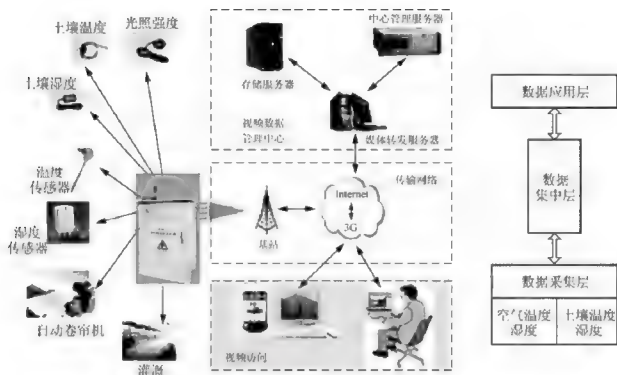 土壤温度
光照强度
土壤湿度
温度
传感器
湿度
传感器
自动卷帘机
灌溉
中心管理服务器
存储服务器
视频数据
管理中心
媒体转发服务器
传输网络
Internet
3G
基站
视频访问
数据应用层
数据
集中层
数据采集层
空气温度
湿度
土壤温度
湿度